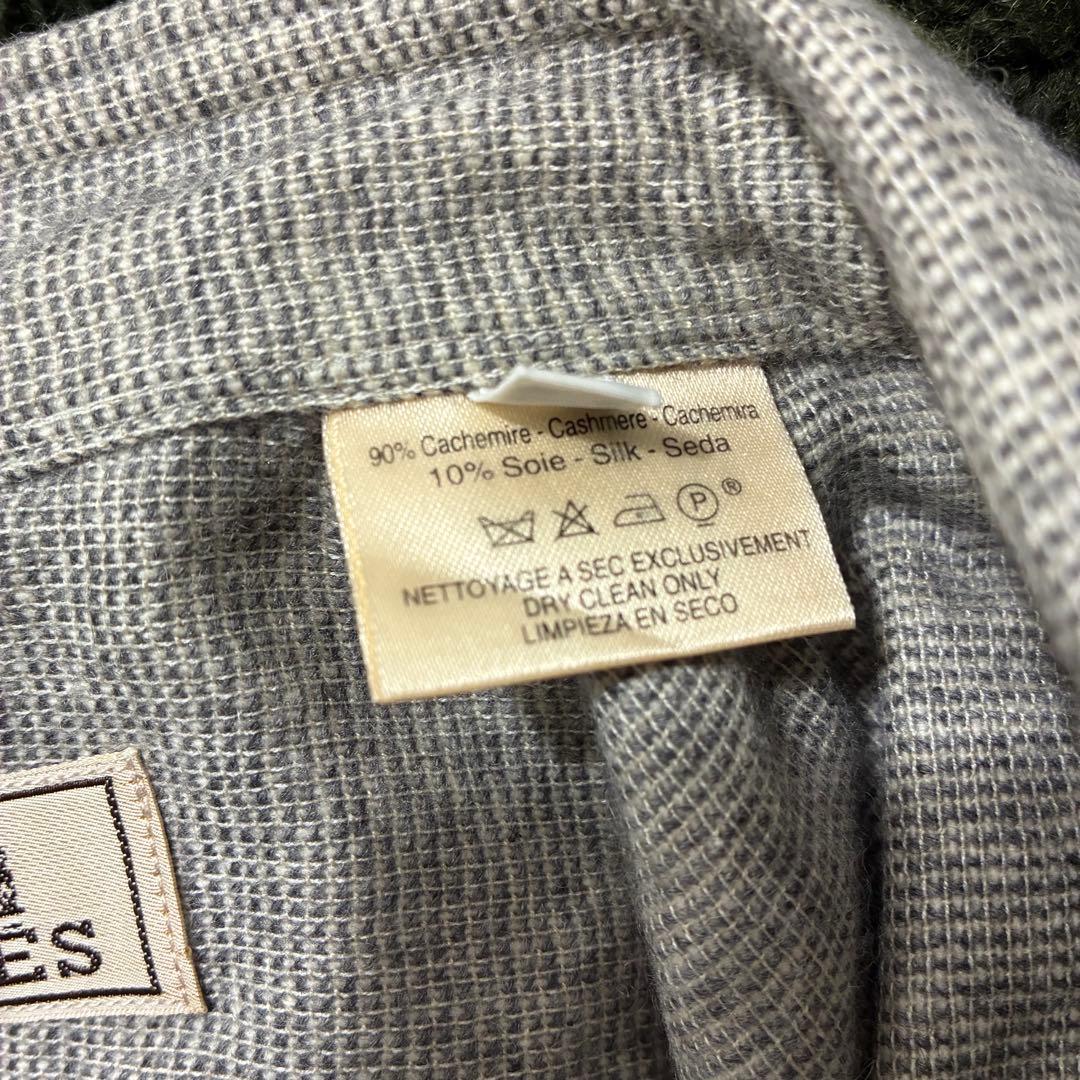 90% Cachemire - Cashmere - Cachemira
10% Soie - Silk - Seda
P®
NETTOYAGE A SEC EXCLUSIVEMENT
DRY CLEAN ONLY
LIMPIEZA EN SECO
ES